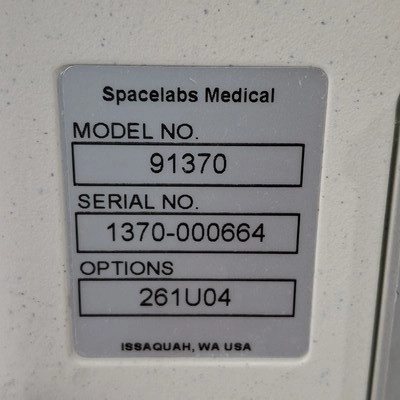 Spacelabs Medical
MODEL NO.
91370
SERIAL NO.
1370-000664
OPTIONS
261U04
ISSAQUAH, WA USA